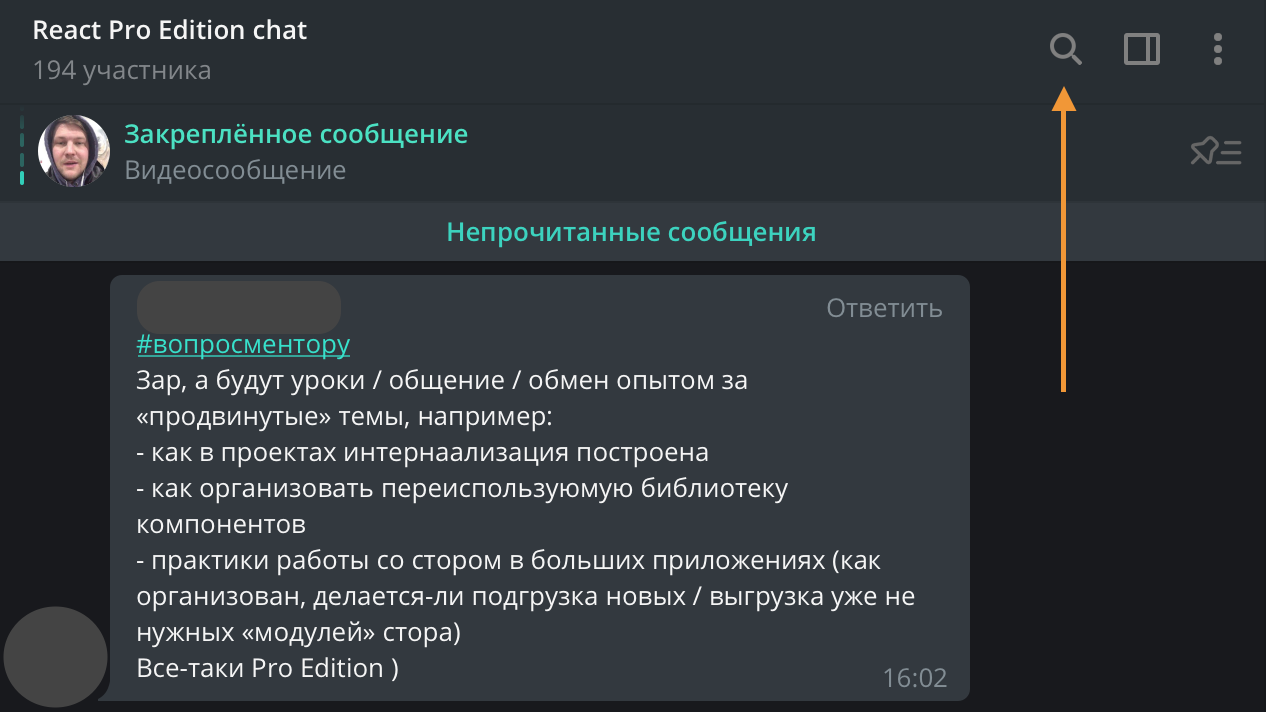 React Pro Edition chat
194 участника
Закреплённое сообщение
Видеосообщение
Непрочитанные сообщения
Ответить
#вопросментору
Зар, а будут уроки / общение / обмен опытом за
«продвинутые» темы, например:
- как в проектах интернаализация построена
- как организовать переиспользуюмую библиотеку
компонентов
- практики работы со стором в больших приложениях (как
организован, делается-ли подгрузка новых / выгрузка уже не
нужных «модулей» стора)
Все-таки Pro Edition )
16:02